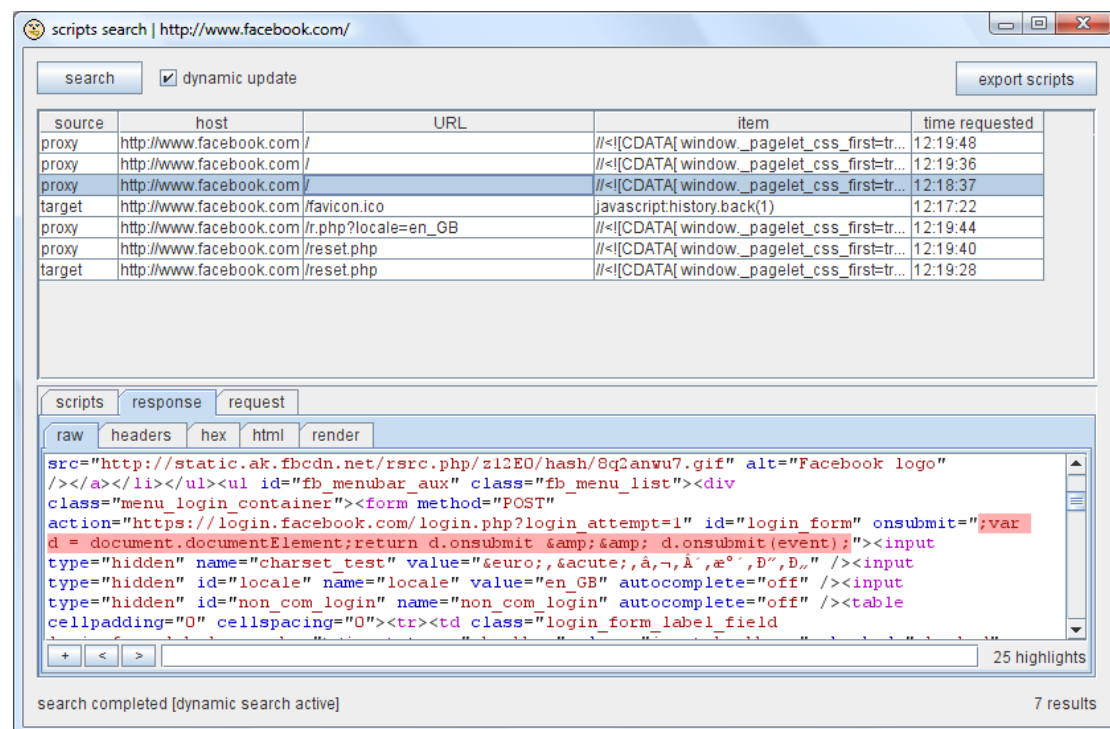 scripts search | http://www.facebook.com/
search dynamic update export scripts
source host URL item time requested
proxy http://www.facebook.com / //<![CDATA[ window._pagelet_css_first=tr... 12:19:48
proxy http://www.facebook.com / //<![CDATA[ window._pagelet_css_first=tr... 12:19:36
proxy http://www.facebook.com / //<![CDATA[ window._pagelet_css_first=tr... 12:18:37
target http://www.facebook.com /favicon.ico javascript:history.back(1) 12:17:22
proxy http://www.facebook.com /r.php?locale=en_GB //<![CDATA[ window._pagelet_css_first=tr... 12:19:44
proxy http://www.facebook.com /reset.php //<![CDATA[ window._pagelet_css_first=tr... 12:19:40
target http://www.facebook.com /reset.php //<![CDATA[ window._pagelet_css_first=tr... 12:19:28
scripts response request
raw headers hex html render
src="http://static.ak.fbcdn.net/rsrc.php/z12E0/hash/8q2anwu7.gif" alt="Facebook logo"
/></a></li></ul><ul id="fb_menubar_aux" class="fb_menu_list"><div
class="menu_login_container"><form method="POST"
action="https://login.facebook.com/login.php?login_attempt=1" id="login_form" onsubmit=";var
d = document.documentElement;return d.onsubmit &amp;&amp; d.onsubmit(event);"><input
type="hidden" name="charset_test" value="&euro;,&acute;,â‚¬,Â´,æ°´,Ð",Ð„" /><input
type="hidden" id="locale" name="locale" value="en_GB" autocomplete="off" /><input
type="hidden" id="non_com_login" name="non_com_login" autocomplete="off" /><table
cellpadding="0" cellspacing="0"><tr><td class="login_form_label_field
+ < > 25 highlights
search completed [dynamic search active] 7 results